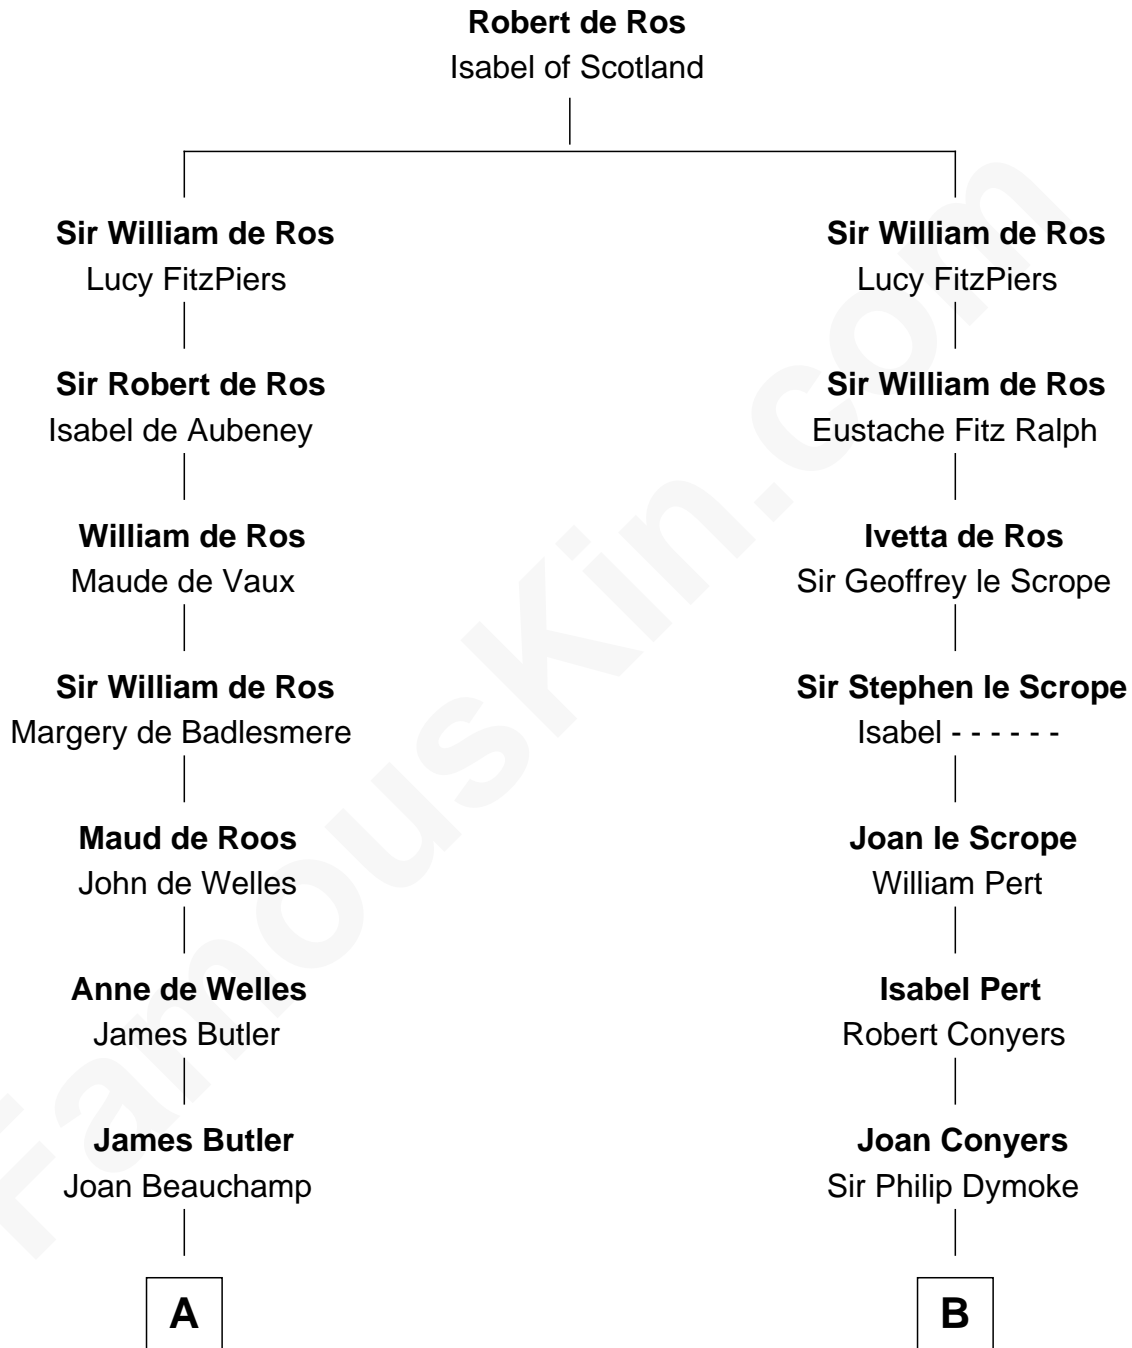 Robert de Ros
Isabel of Scotland
Sir William de Ros
Lucy FitzPiers
Sir William de Ros
Lucy FitzPiers
Sir Robert de Ros
Isabel de Aubeney
Sir William de Ros
Eustache Fitz Ralph
William de Ros
Maude de Vaux
Ivetta de Ros
Sir Geoffrey le Scrope
Sir William de Ros
Margery de Badlesmere
Sir Stephen le Scrope
Isabel - - - - - -
Maud de Roos
John de Welles
Joan le Scrope
William Pert
Anne de Welles
James Butler
Isabel Pert
Robert Conyers
James Butler
Joan Beauchamp
Joan Conyers
Sir Philip Dymoke
A
B
FamousKin.com